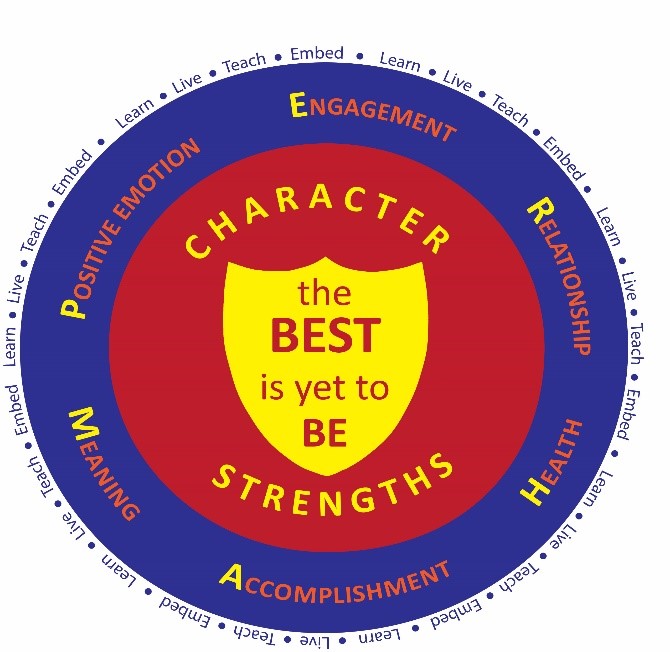 Learn • Live • Teach • Embed • Learn • Live • Teach • Embed • Learn • Live • Teach • Embed • Learn • Live • Teach • Embed • Learn • Live • Teach • Embed • Learn • Live • Teach • Embed • Learn • Live • Teach • Embed
POSITIVE EMOTION
ENGAGEMENT
RELATIONSHIP
HEALTH
ACCOMPLISHMENT
MEANING
CHARACTER
the
BEST
is yet to
BE
STRENGTHS